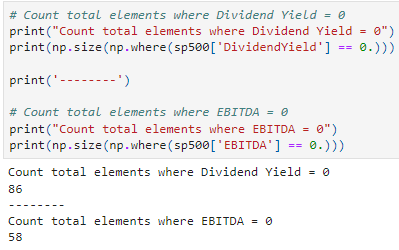 # Count total elements where Dividend Yield = 0
print("Count total elements where Dividend Yield = 0")
print(np.size(np.where(sp500['DividendYield'] == 0.)))
print('--------')
# Count total elements where EBITDA = 0
print("Count total elements where EBITDA = 0")
print(np.size(np.where(sp500['EBITDA'] == 0.)))
Count total elements where Dividend Yield = 0
86
--------
Count total elements where EBITDA = 0
58